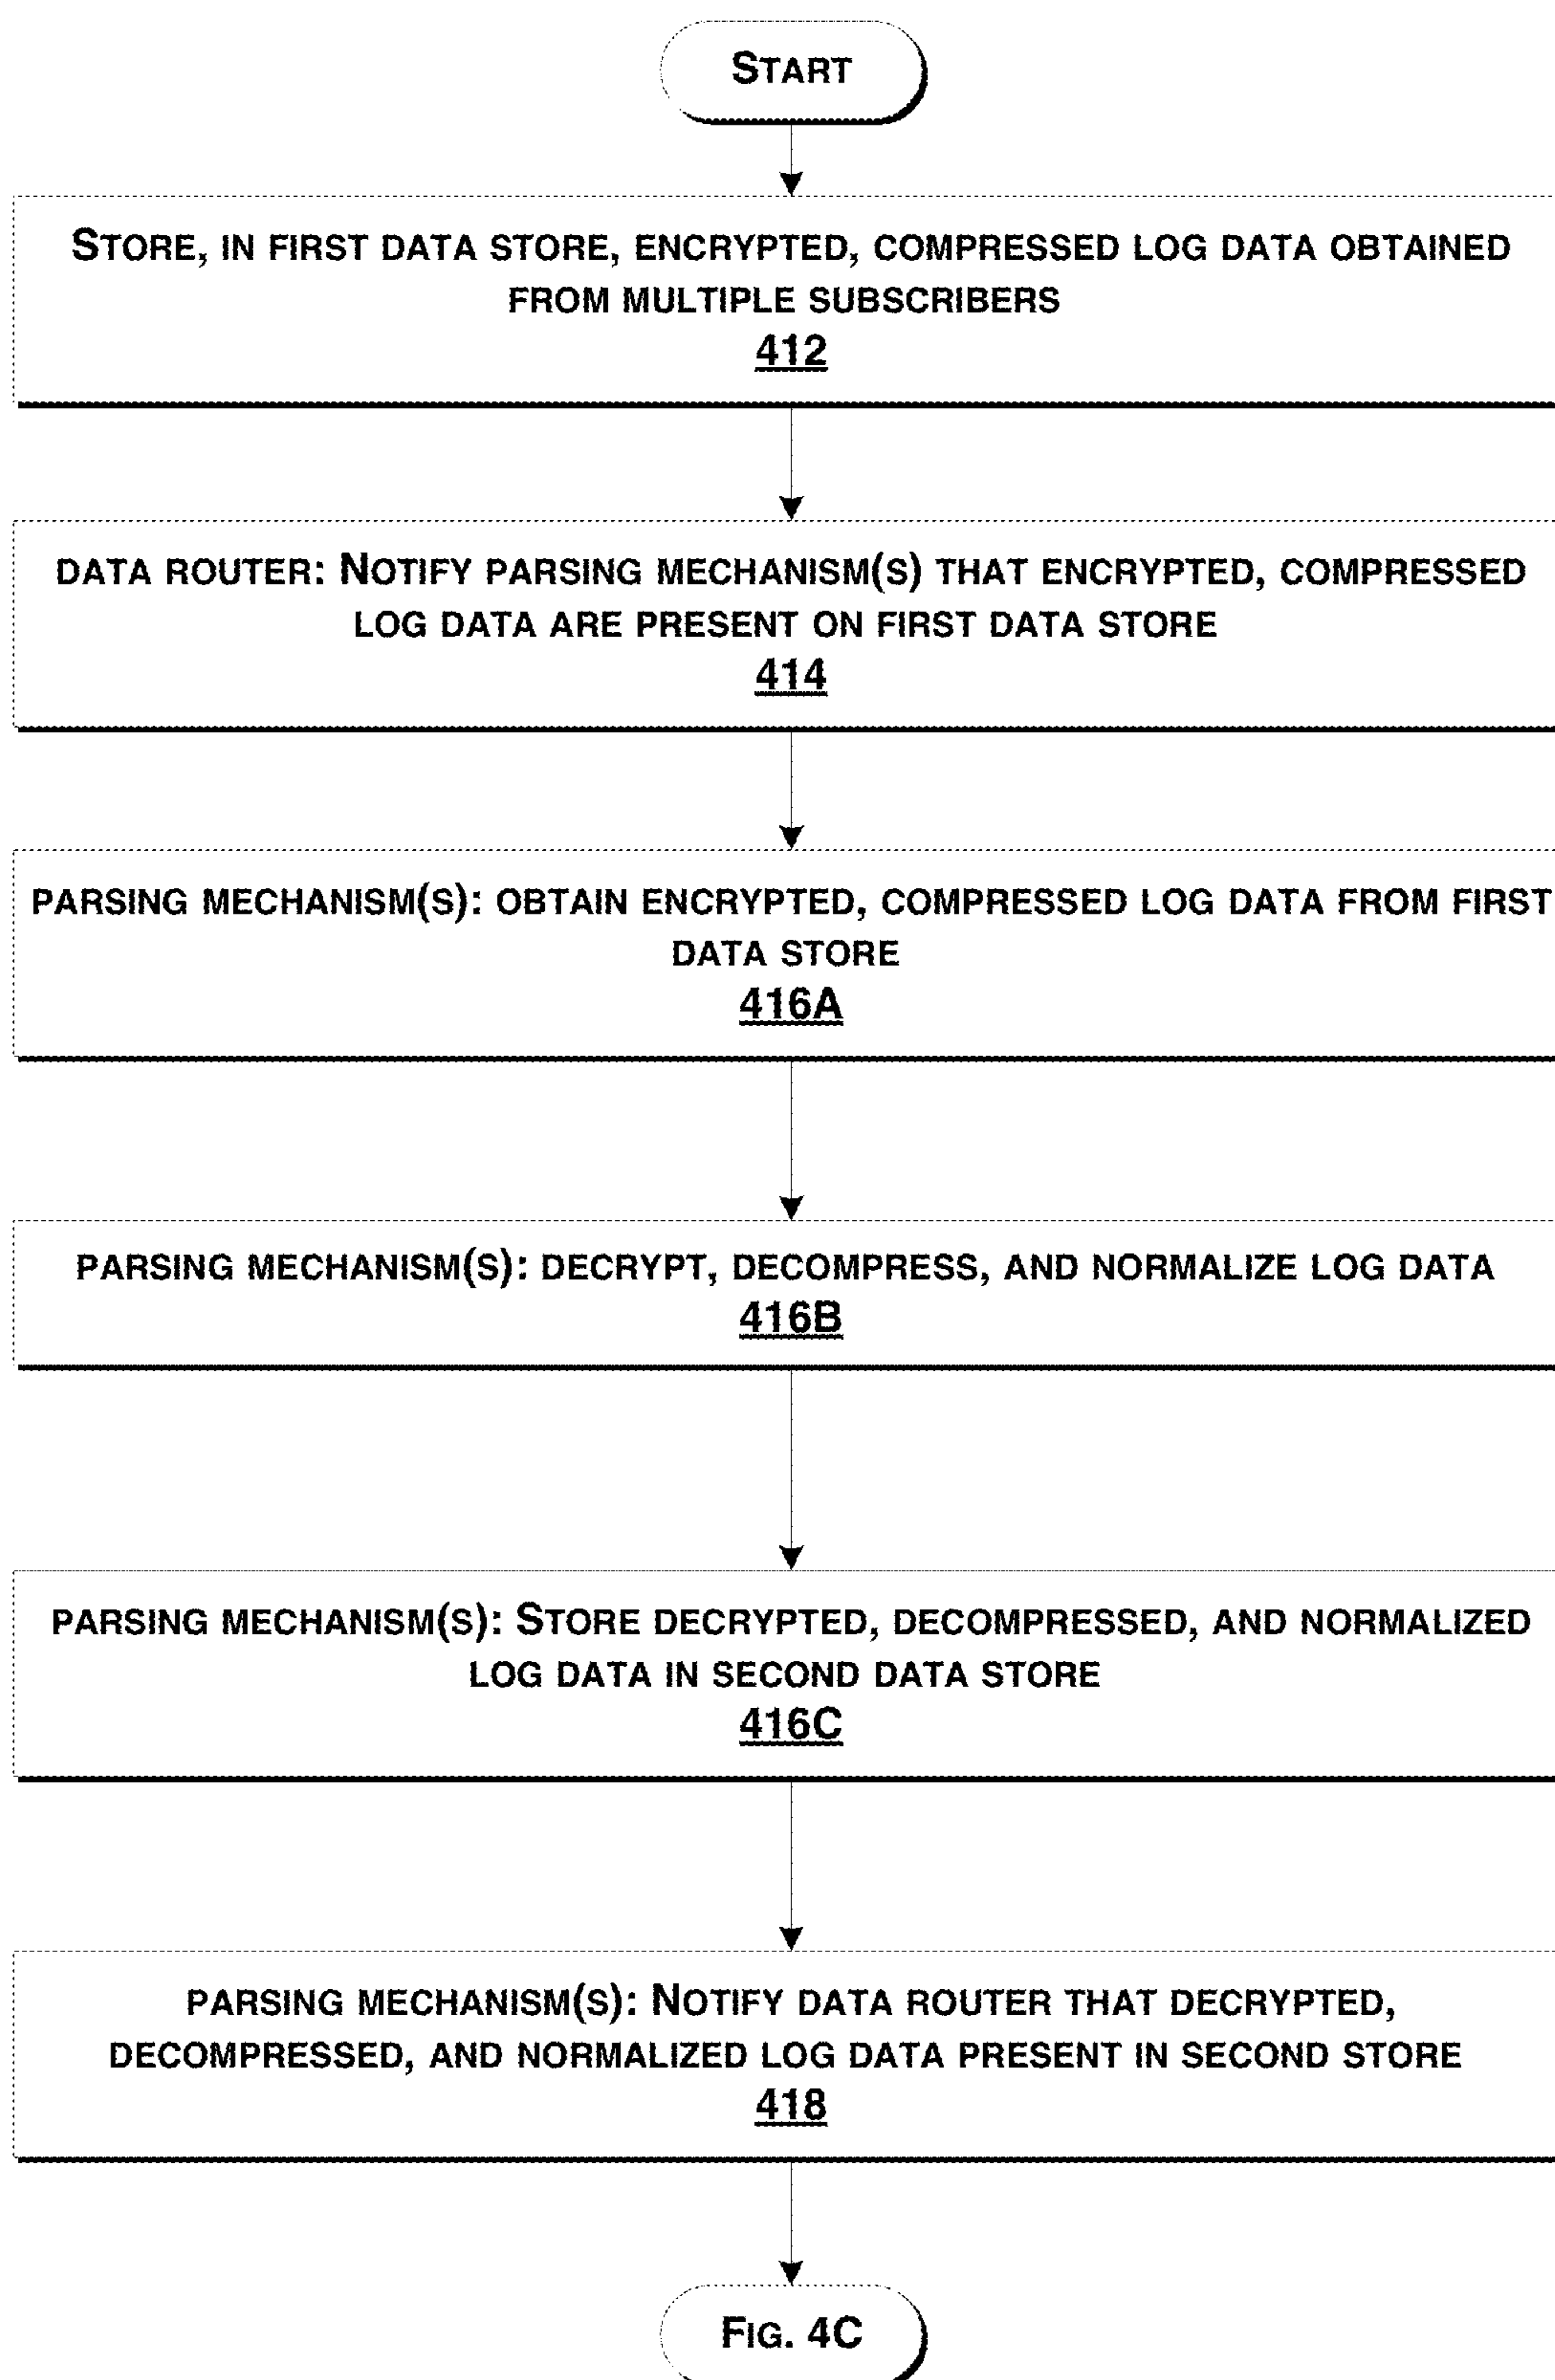 START
STORE, IN FIRST DATA STORE, ENCRYPTED, COMPRESSED LOG DATA OBTAINED
FROM MULTIPLE SUBSCRIBERS
412
DATA ROUTER: NOTIFY PARSING MECHANISM(S) THAT ENCRYPTED, COMPRESSED
LOG DATA ARE PRESENT ON FIRST DATA STORE
414
PARSING MECHANISM(S): OBTAIN ENCRYPTED, COMPRESSED LOG DATA FROM FIRST
DATA STORE
416A
PARSING MECHANISM(S): DECRYPT, DECOMPRESS, AND NORMALIZE LOG DATA
416B
PARSING MECHANISM(S): STORE DECRYPTED, DECOMPRESSED, AND NORMALIZED
LOG DATA IN SECOND DATA STORE
416C
PARSING MECHANISM(S): NOTIFY DATA ROUTER THAT DECRYPTED,
DECOMPRESSED, AND NORMALIZED LOG DATA PRESENT IN SECOND STORE
418
FIG. 4C